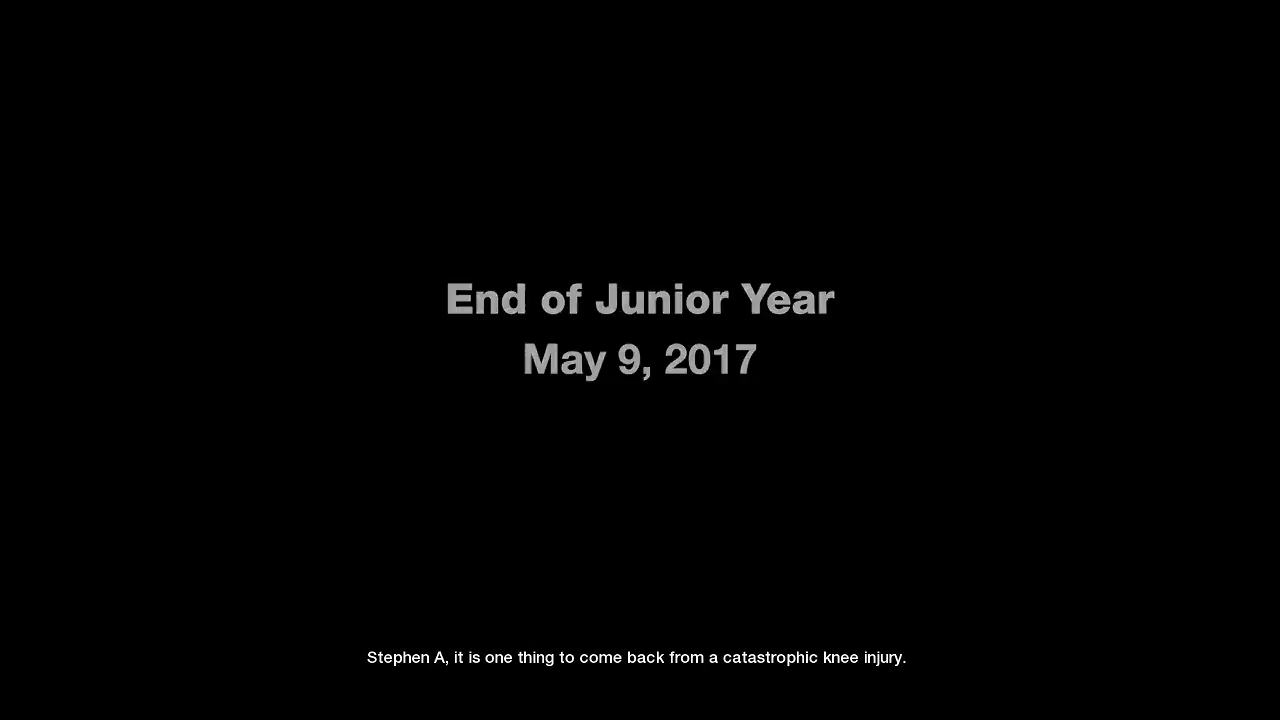 End of Junior Year
May 9, 2017
Stephen A, it is one thing to come back from a catastrophic knee injury.